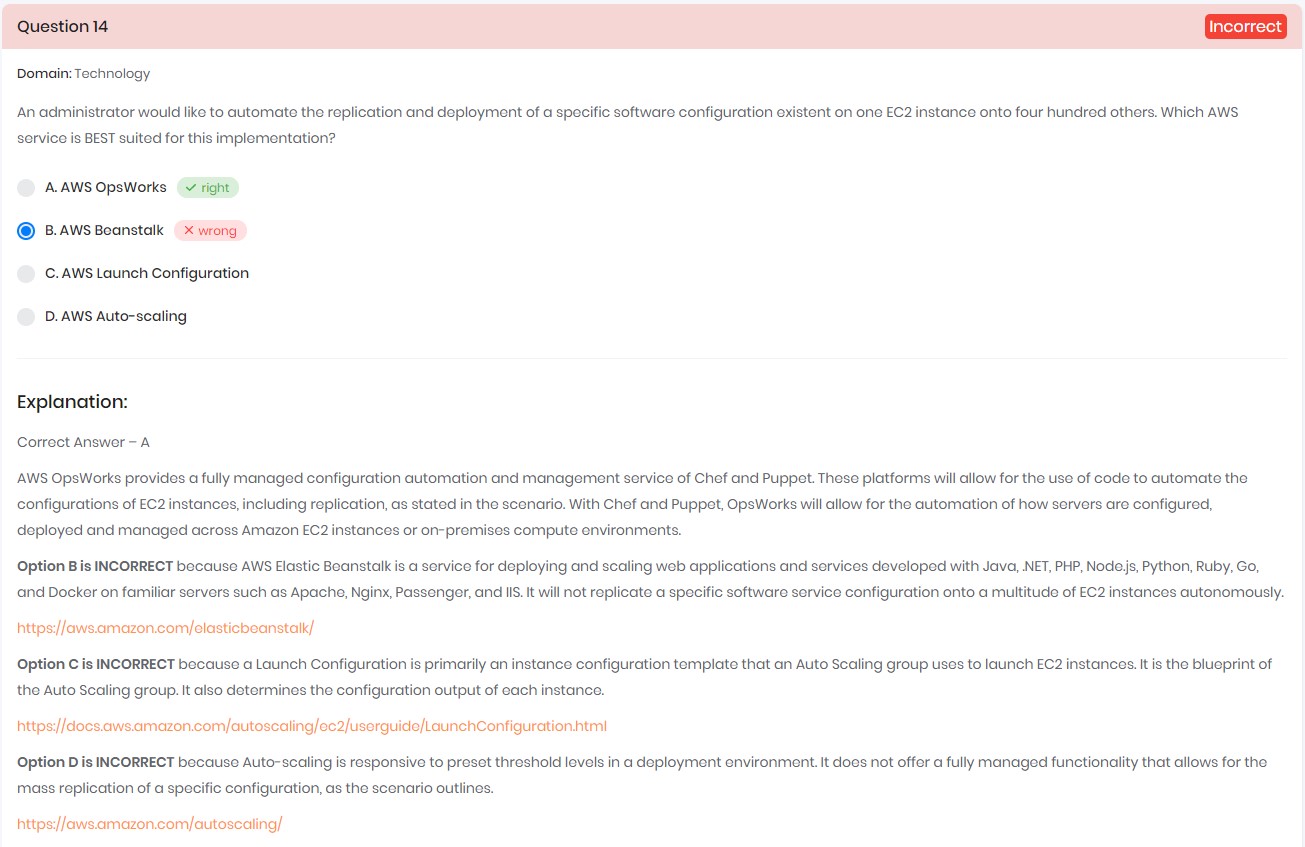 Question 14
Incorrect
Domain: Technology
An administrator would like to automate the replication and deployment of a specific software configuration existent on one EC2 instance onto four hundred others. Which AWS
service is BEST suited for this implementation?
A. AWS OpsWorks ✓ right
B. AWS Beanstalk ✕ wrong
C. AWS Launch Configuration
D. AWS Auto-scaling
Explanation:
Correct Answer – A
AWS OpsWorks provides a fully managed configuration automation and management service of Chef and Puppet. These platforms will allow for the use of code to automate the
configurations of EC2 instances, including replication, as stated in the scenario. With Chef and Puppet, OpsWorks will allow for the automation of how servers are configured,
deployed and managed across Amazon EC2 instances or on-premises compute environments.
Option B is INCORRECT because AWS Elastic Beanstalk is a service for deploying and scaling web applications and services developed with Java, .NET, PHP, Node.js, Python, Ruby, Go,
and Docker on familiar servers such as Apache, Nginx, Passenger, and IIS. It will not replicate a specific software service configuration onto a multitude of EC2 instances autonomously.
https://aws.amazon.com/elasticbeanstalk/
Option C is INCORRECT because a Launch Configuration is primarily an instance configuration template that an Auto Scaling group uses to launch EC2 instances. It is the blueprint of
the Auto Scaling group. It also determines the configuration output of each instance.
https://docs.aws.amazon.com/autoscaling/ec2/userguide/LaunchConfiguration.html
Option D is INCORRECT because Auto-scaling is responsive to preset threshold levels in a deployment environment. It does not offer a fully managed functionality that allows for the
mass replication of a specific configuration, as the scenario outlines.
https://aws.amazon.com/autoscaling/